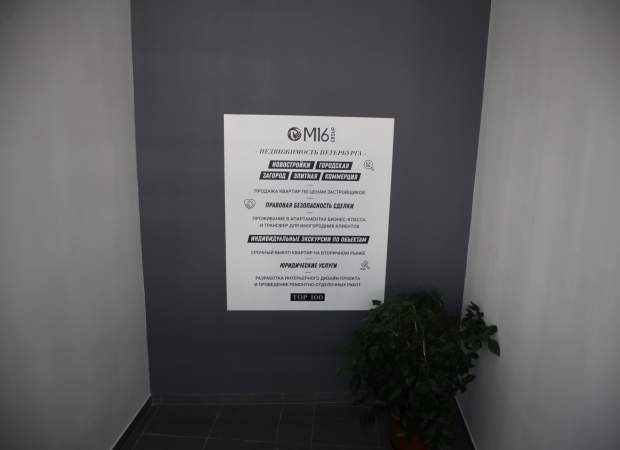 M16 GROUP
- НЕДВИЖИМОСТЬ ПЕТЕРБУРГА -
НОВОСТРОЙКИ ГОРОДСКАЯ
ЗАГОРОД ЭЛИТНАЯ КОММЕРЦИЯ
ПРОДАЖА КВАРТИР ПО ЦЕНАМ ЗАСТРОЙЩИКОВ
ПРАВОВАЯ БЕЗОПАСНОСТЬ СДЕЛКИ
ПРОЖИВАНИЕ В АПАРТАМЕНТАХ БИЗНЕС-КЛАССА
И ТРАНСФЕР ДЛЯ ИНОГОРОДНИХ КЛИЕНТОВ
ИНДИВИДУАЛЬНЫЕ ЭКСКУРСИИ ПО ОБЪЕКТАМ
СРОЧНЫЙ ВЫКУП КВАРТИР НА ВТОРИЧНОМ РЫНКЕ
ЮРИДИЧЕСКИЕ УСЛУГИ
РАЗРАБОТКА ИНТЕРЬЕРНОГО ДИЗАЙН-ПРОЕКТА
И ПРОВЕДЕНИЕ РЕМОНТНО-ОТДЕЛОЧНЫХ РАБОТ
TOP 100